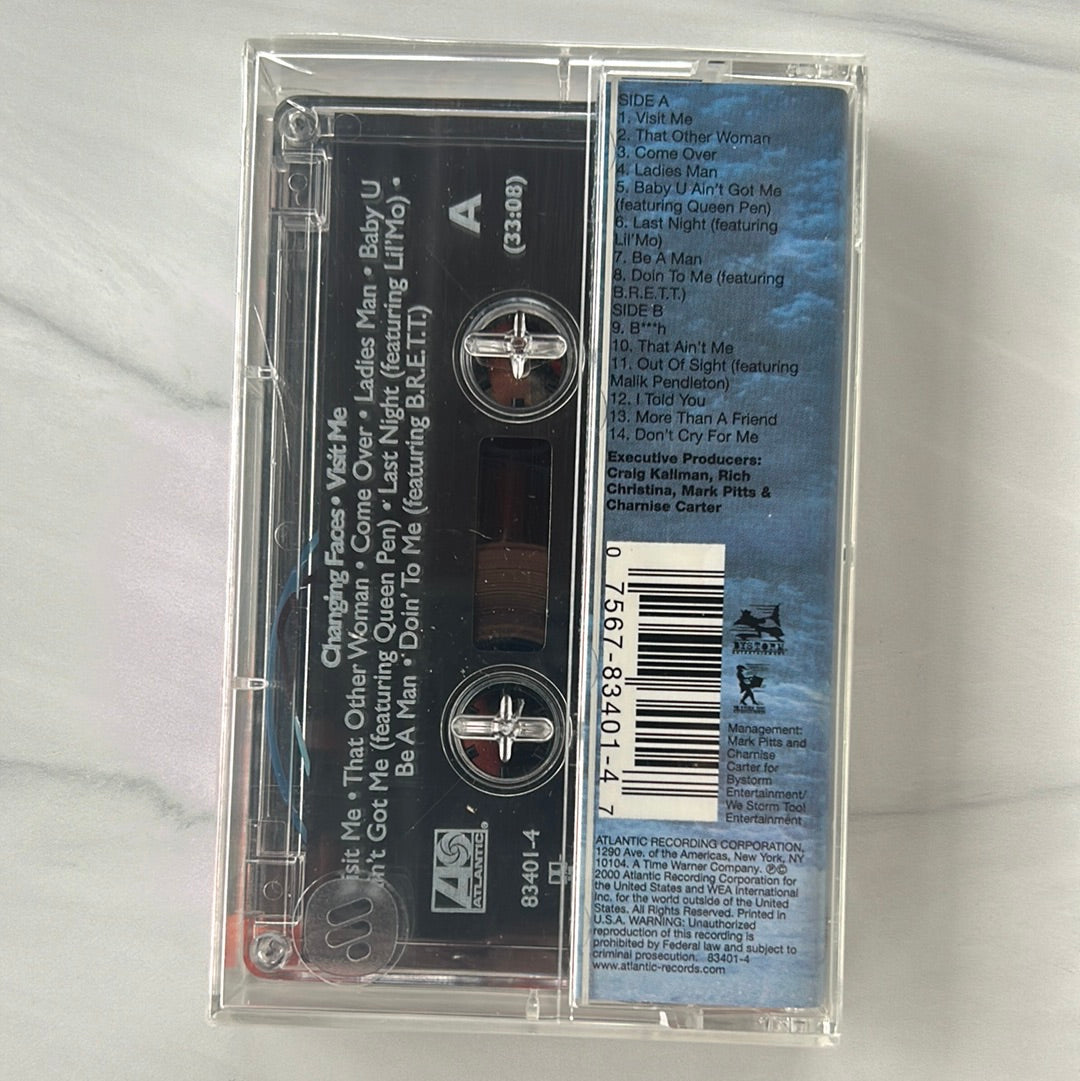 SIDE A
1. Visit Me
2. That Other Woman
3. Come Over
4. Ladies Man
5. Baby U Ain't Got Me
(featuring Queen Pen)
6. Last Night (featuring
Lil'Mo)
7. Be A Man
8. Doin To Me (featuring
B.R.E.T.T.)
SIDE B
9. B***h
10. That Ain't Me
11. Out Of Sight (featuring
Malik Pendleton)
12. I Told You
13. More Than A Friend
14. Don't Cry For Me
Executive Producers:
Craig Kallman, Rich
Christina, Mark Pitts &
Charnise Carter
0 7567-83401-4 7
BYSTORM
Management:
Mark Pitts and
Charnise
Carter for
Bystorm
Entertainment/
We Storm Too!
Entertainment
ATLANTIC RECORDING CORPORATION,
1290 Ave. of the Americas, New York, NY
10104. A Time Warner Company. ℗©
2000 Atlantic Recording Corporation for
the United States and WEA International
Inc. for the world outside of the United
States. All Rights Reserved. Printed in
U.S.A. WARNING: Unauthorized
reproduction of this recording is
prohibited by Federal law and subject to
criminal prosecution. 83401-4
www.atlantic-records.com
Changing Faces • Visit Me
isit Me • That Other Woman • Come Over • Ladies Man • Baby U
n't Got Me (featuring Queen Pen) • Last Night (featuring Lil'Mo) •
Be A Man • Doin' To Me (featuring B.R.E.T.T.)
A
(33:08)
ATLANTIC
83401-4